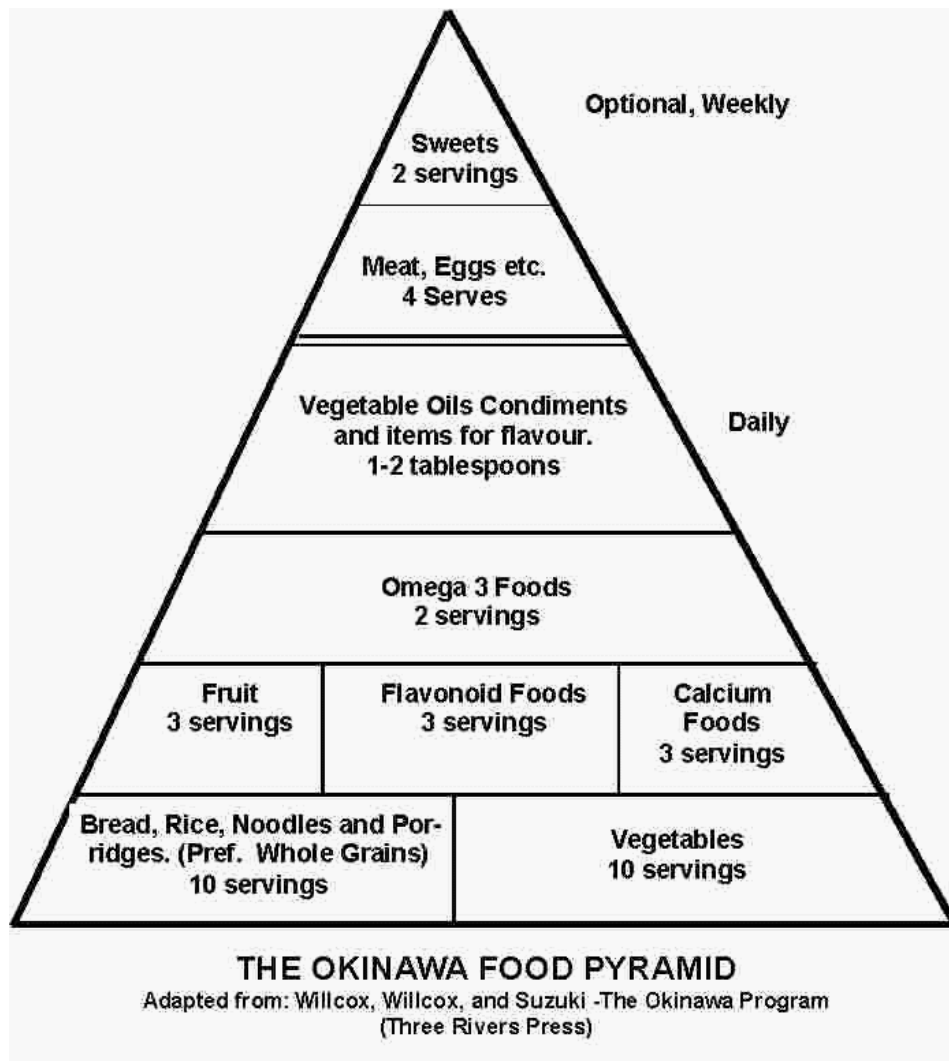 Optional, Weekly
Sweets
2 servings
Meat, Eggs etc.
4 Serves
Vegetable Oils Condiments
and items for flavour.
1-2 tablespoons
Daily
Omega 3 Foods
2 servings
Fruit
3 servings
Flavonoid Foods
3 servings
Calcium
Foods
3 servings
Bread, Rice, Noodles and Por-
ridges. (Pref. Whole Grains)
10 servings
Vegetables
10 servings
THE OKINAWA FOOD PYRAMID
Adapted from: Willcox, Willcox, and Suzuki -The Okinawa Program
(Three Rivers Press)